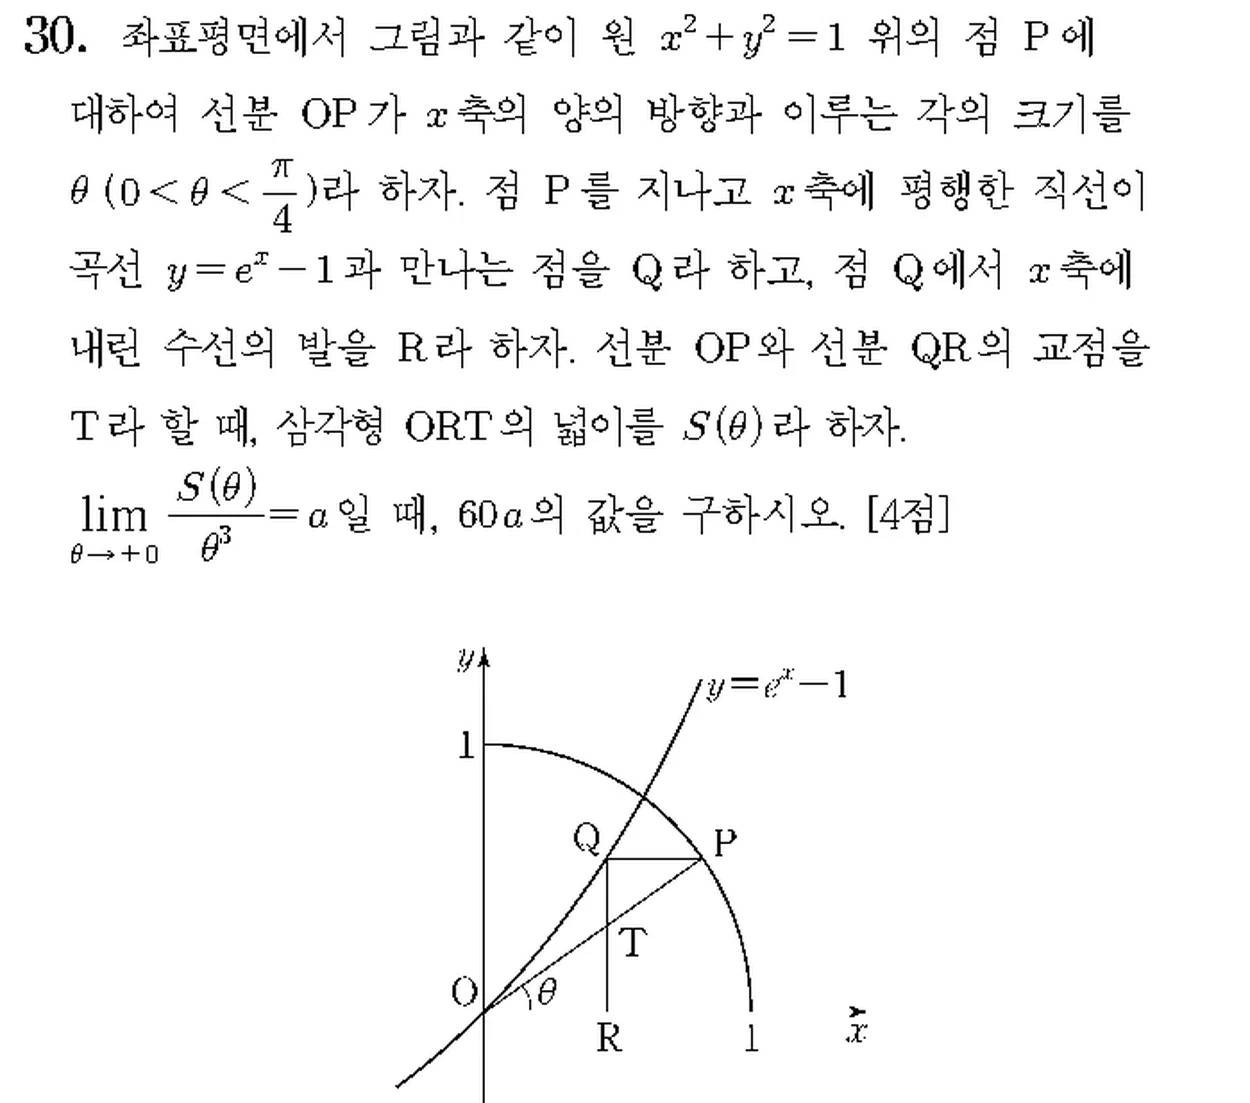 30. 좌표평면에서 그림과 같이 원 x²+y²=1 위의 점 P에
대하여 선분 OP가 x축의 양의 방향과 이루는 각의 크기를
θ (0<θ<π/4)라 하자. 점 P를 지나고 x축에 평행한 직선이
곡선 y=eˣ-1과 만나는 점을 Q라 하고, 점 Q에서 x축에
내린 수선의 발을 R라 하자. 선분 OP와 선분 QR의 교점을
T라 할 때, 삼각형 ORT의 넓이를 S(θ)라 하자.
lim θ→+0 S(θ)/θ³=a일 때, 60a의 값을 구하시오. [4점]
y
y=eˣ-1
1
Q
P
T
O
θ
R
1
x